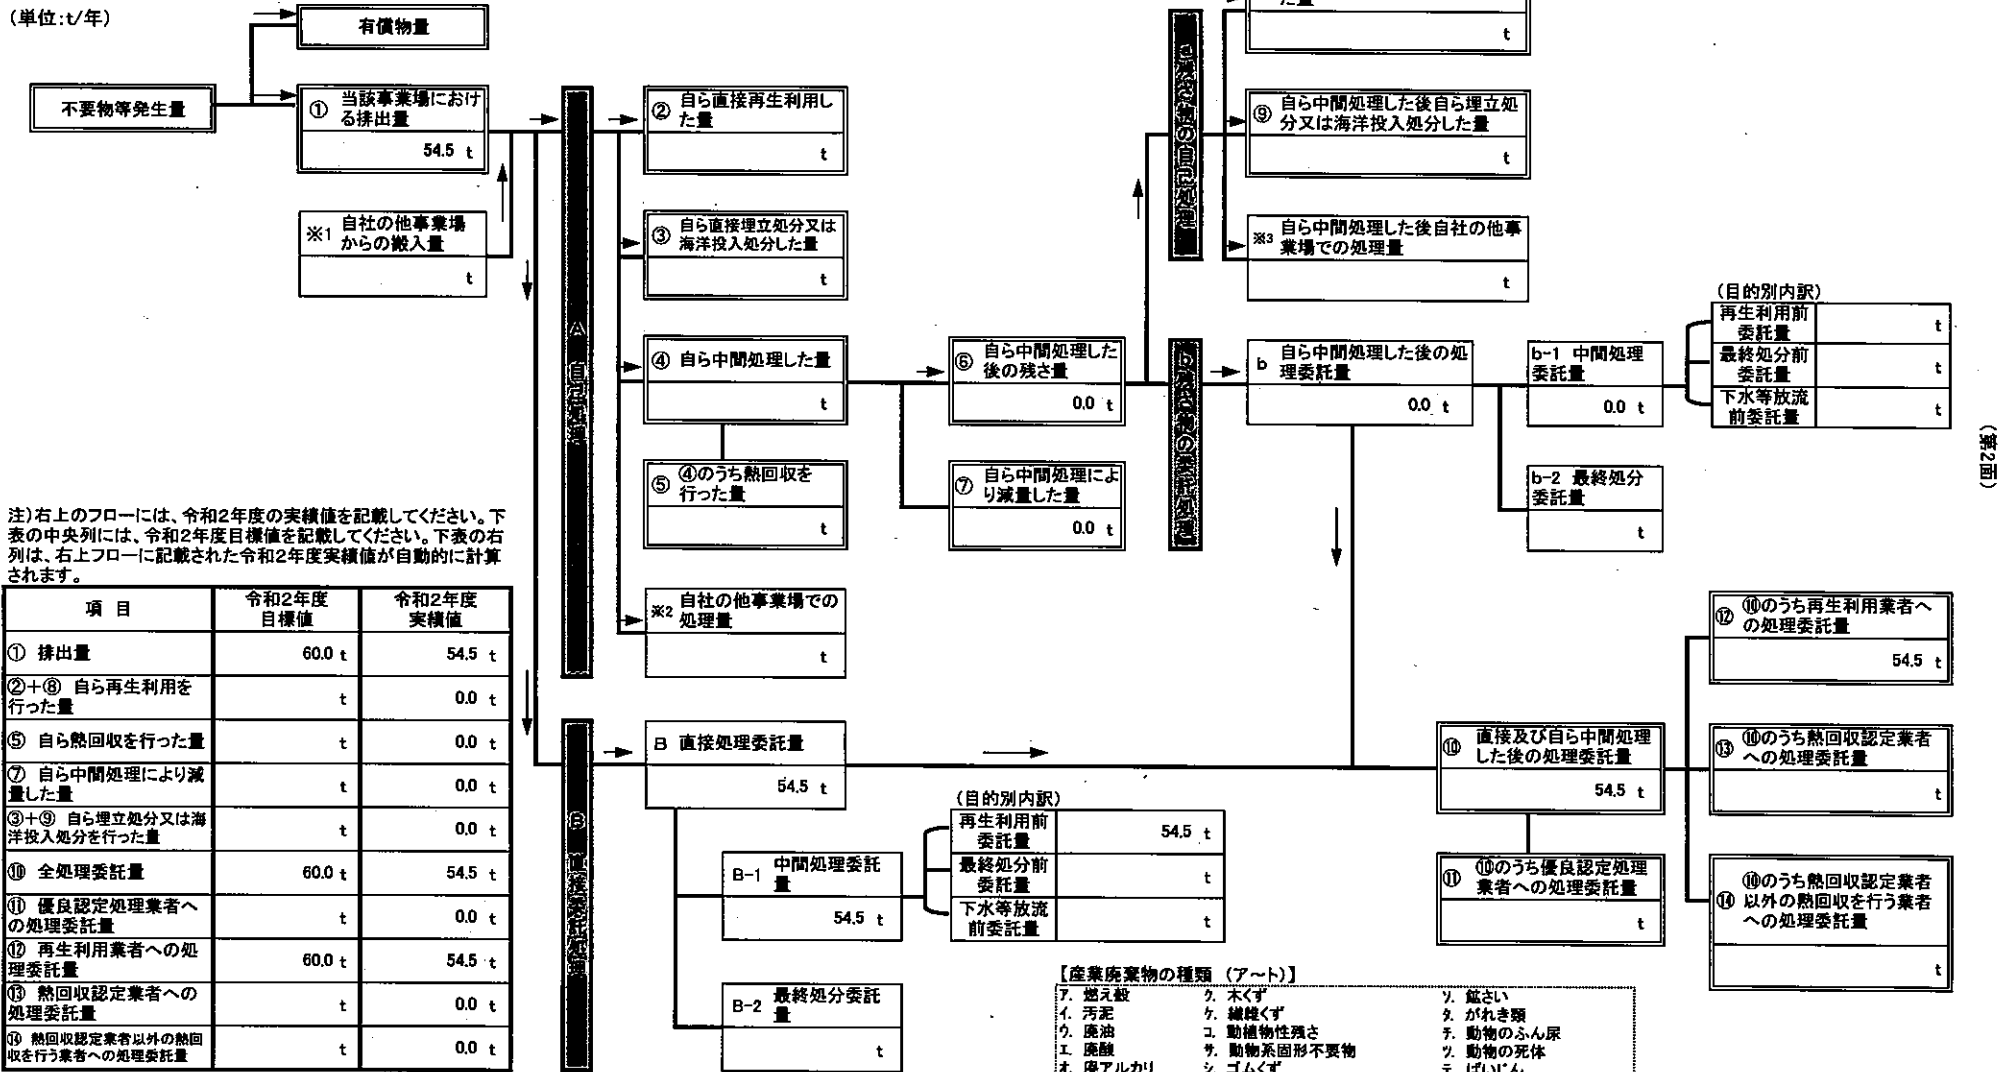 (単位:t/年)
有償物量
不要物等発生量
① 当該事業場におけ
る排出量
54.5 t
※1 自社の他事業場
からの搬入量
t
A 自己処理
② 自ら直接再生利用し
た量
t
③ 自ら直接埋立処分又は
海洋投入処分した量
t
④ 自ら中間処理した量
t
⑤ ④のうち熱回収を
行った量
t
※2 自社の他事業場での
処理量
t
⑥ 自ら中間処理した
後の残さ量
0.0 t
⑦ 自ら中間処理によ
り減量した量
0.0 t
a残さ物の自己処理
た量
t
⑨ 自ら中間処理した後自ら埋立処
分又は海洋投入処分した量
t
※3 自ら中間処理した後自社の他事
業場での処理量
t
b残さ物の委託処理
b 自ら中間処理した後の処
理委託量
0.0 t
b-1 中間処理
委託量
0.0 t
b-2 最終処分
委託量
t
(目的別内訳)
再生利用前
委託量 t
最終処分前
委託量 t
下水等放流
前委託量 t
(第2面)
注)右上のフローには、令和2年度の実績値を記載してください。下
表の中央列には、令和2年度目標値を記載してください。下表の右
列は、右上フローに記載された令和2年度実績値が自動的に計算
されます。
項 目 令和2年度 目標値 令和2年度 実績値
① 排出量 60.0 t 54.5 t
②+⑧ 自ら再生利用を
行った量 t 0.0 t
⑤ 自ら熱回収を行った量 t 0.0 t
⑦ 自ら中間処理により減
量した量 t 0.0 t
③+⑨ 自ら埋立処分又は海
洋投入処分を行った量 t 0.0 t
⑩ 全処理委託量 60.0 t 54.5 t
⑪ 優良認定処理業者へ
の処理委託量 t 0.0 t
⑫ 再生利用業者への処
理委託量 60.0 t 54.5 t
⑬ 熱回収認定業者への
処理委託量 t 0.0 t
⑭ 熱回収認定業者以外の熱回
収を行う業者への処理委託量 t 0.0 t
B 直接委託処理
B 直接処理委託量
54.5 t
B-1 中間処理委託
量
54.5 t
B-2 最終処分委託
量
t
(目的別内訳)
再生利用前
委託量 54.5 t
最終処分前
委託量 t
下水等放流
前委託量 t
⑩ 直接及び自ら中間処理
した後の処理委託量
54.5 t
⑪ ⑩のうち優良認定処理
業者への処理委託量
t
⑫ ⑩のうち再生利用業者へ
の処理委託量
54.5 t
⑬ ⑩のうち熱回収認定業者
への処理委託量
t
⑭ ⑩のうち熱回収認定業者
以外の熱回収を行う業者
への処理委託量
t
【産業廃棄物の種類 (ア~ト)】
ア. 燃え殻 ク. 木くず ソ. 鉱さい
イ. 汚泥 ケ. 繊維くず タ. がれき類
ウ. 廃油 コ. 動植物性残さ チ. 動物のふん尿
エ. 廃酸 サ. 動物系固形不要物 ツ. 動物の死体
オ. 廃アルカリ シ. ゴムくず テ. ばいじん